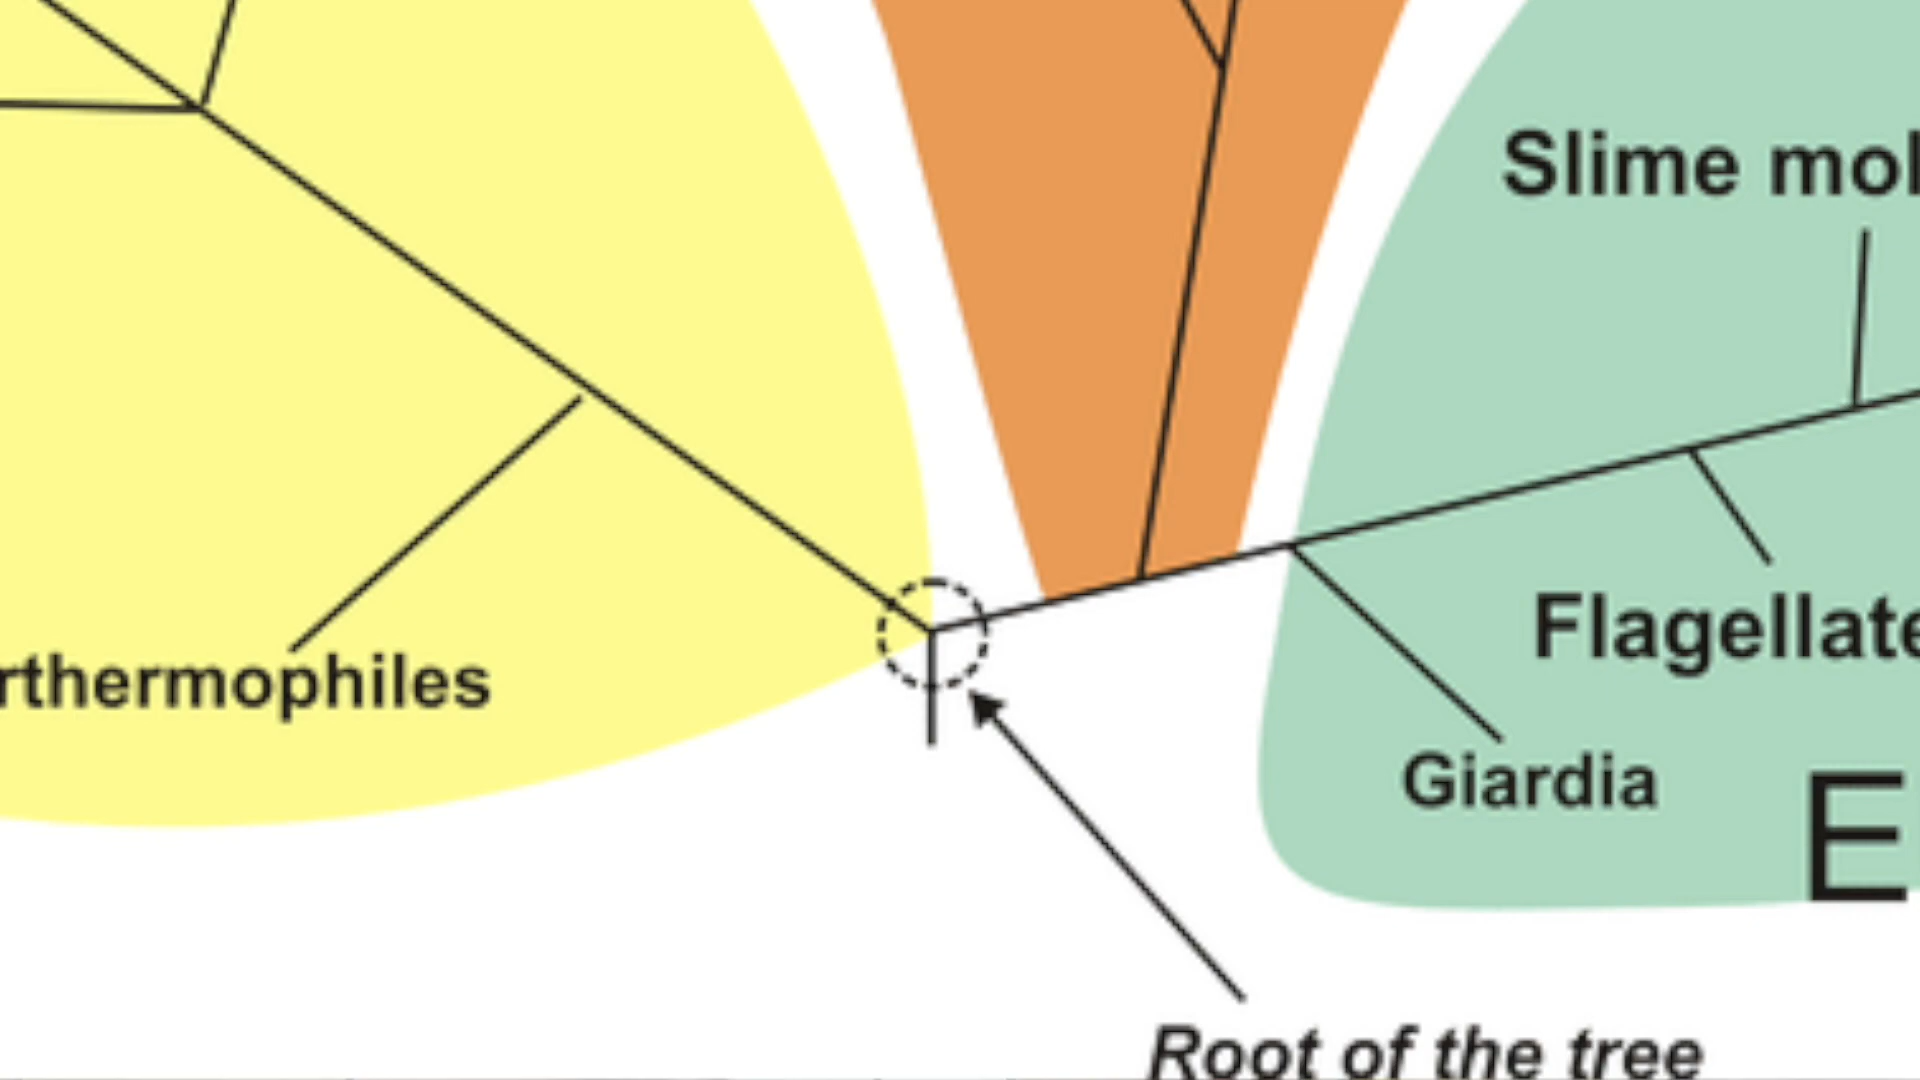 Slime mol
Flagellate
rthermophiles
Giardia
E
Root of the tree